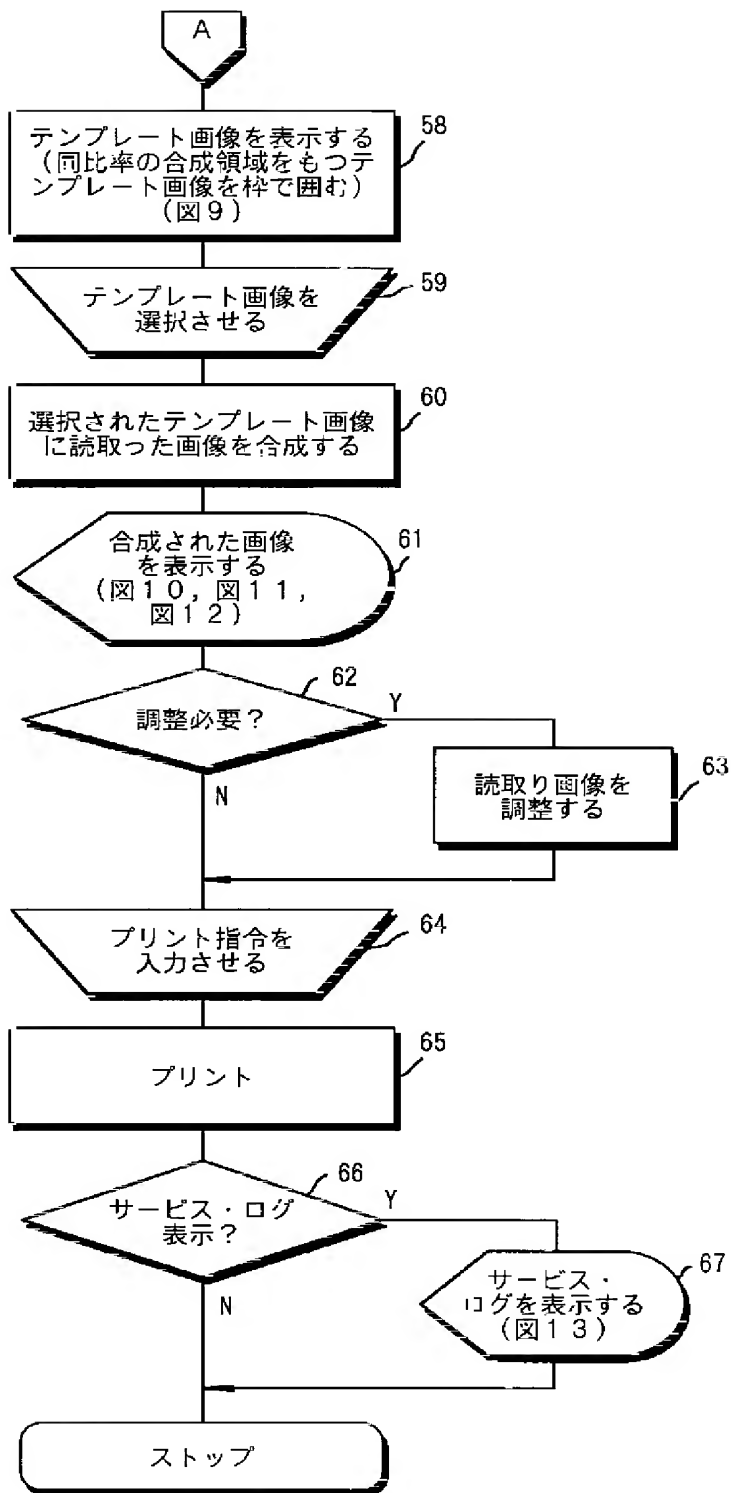 A
テンプレート画像を表示する
（同比率の合成領域をもつテ
ンプレート画像を枠で囲む）
（図９）
58
テンプレート画像を
選択させる
59
選択されたテンプレート画像
に読取った画像を合成する
60
合成された画像
を表示する
（図１０，図１１，
図１２）
61
調整必要？
62
Y
N
読取り画像を
調整する
63
プリント指令を
入力させる
64
プリント
65
サービス・ログ
表示？
66
Y
N
サービス・
ログを表示する
（図１３）
67
ストップ